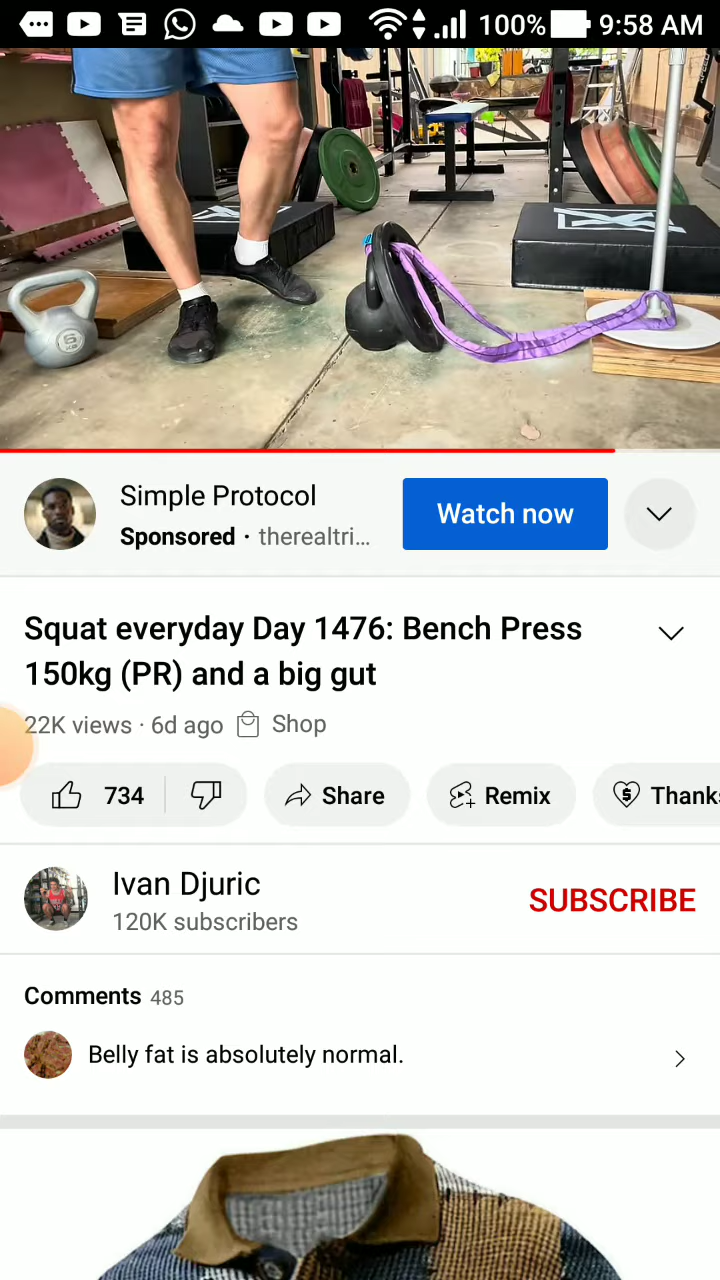 100% 9:58 AM
6
Simple Protocol
Sponsored · therealtri...
Watch now
Squat everyday Day 1476: Bench Press
150kg (PR) and a big gut
22K views · 6d ago Shop
734 Share Remix Thanks
Ivan Djuric
120K subscribers
SUBSCRIBE
Comments 485
Belly fat is absolutely normal.